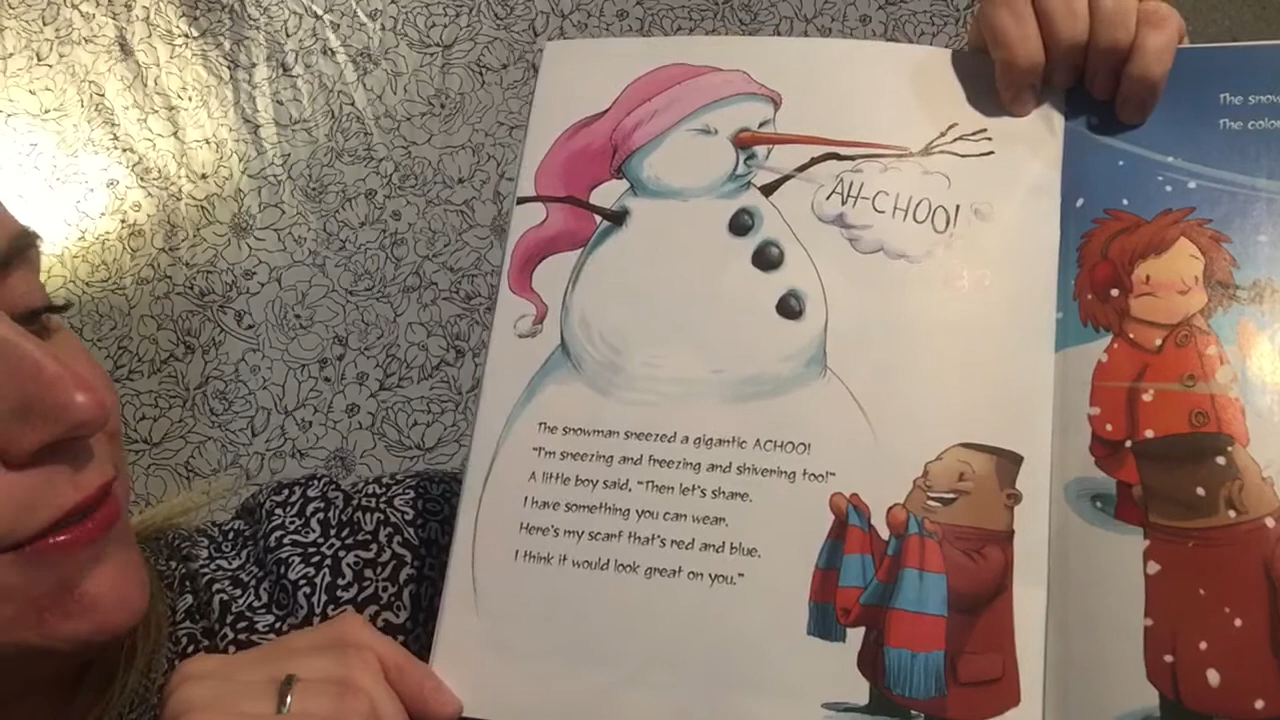 AH-CHOO!
The snowman sneezed a gigantic ACHOO!
"I'm sneezing and freezing and shivering too!"
A little boy said, "Then let's share.
I have something you can wear.
Here's my scarf that's red and blue.
I think it would look great on you."
The
The